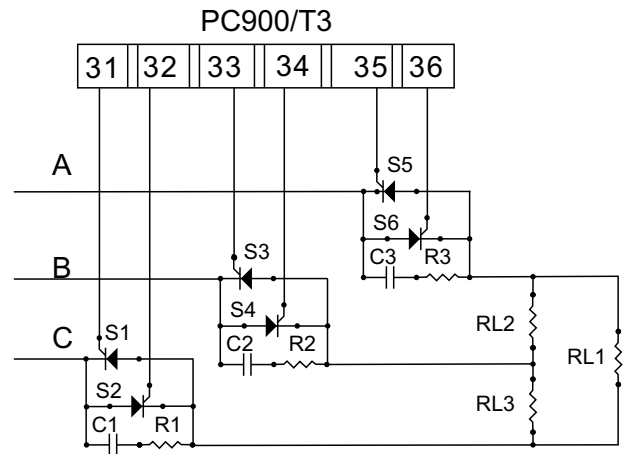 PC900/T3
31 32 33 34 35 36
A
S5
S6
C3 R3
B
S3
S4
C2 R2
RL2
RL1
C
S1
S2
C1 R1
RL3